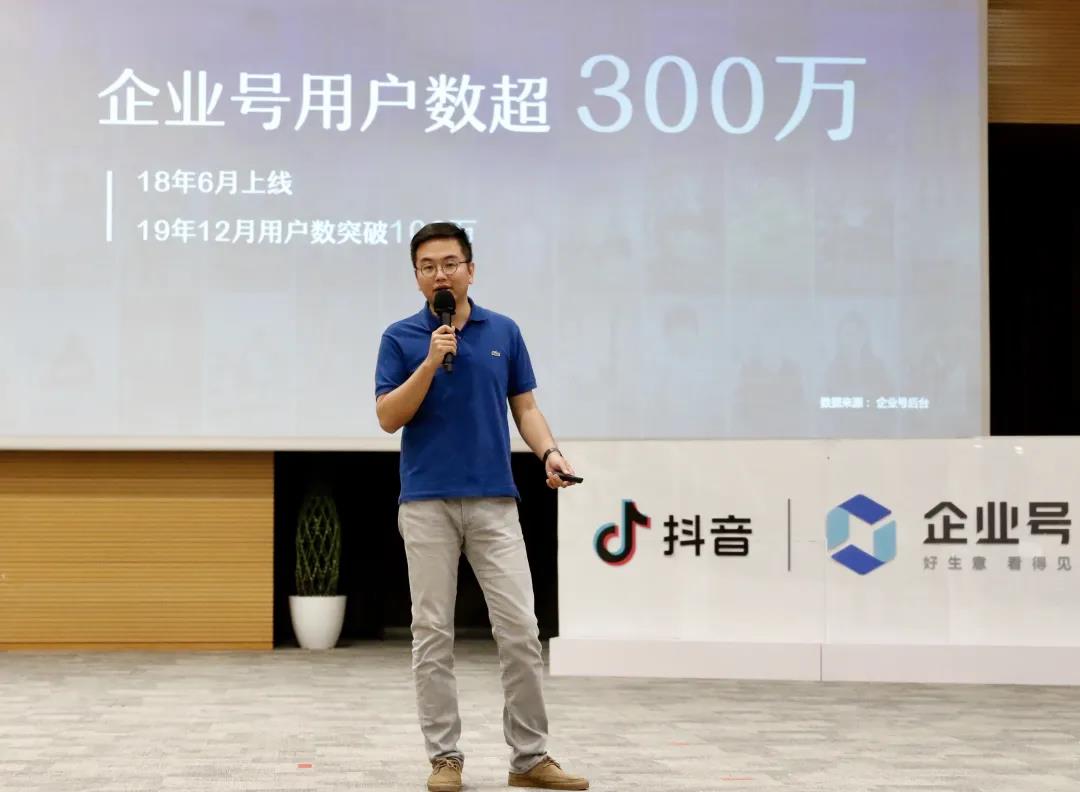 企业号用户数超 300万
18年6月上线
19年12月用户数突破10 万
数据来源：企业号后台
抖音
企业号
好生意 看得见